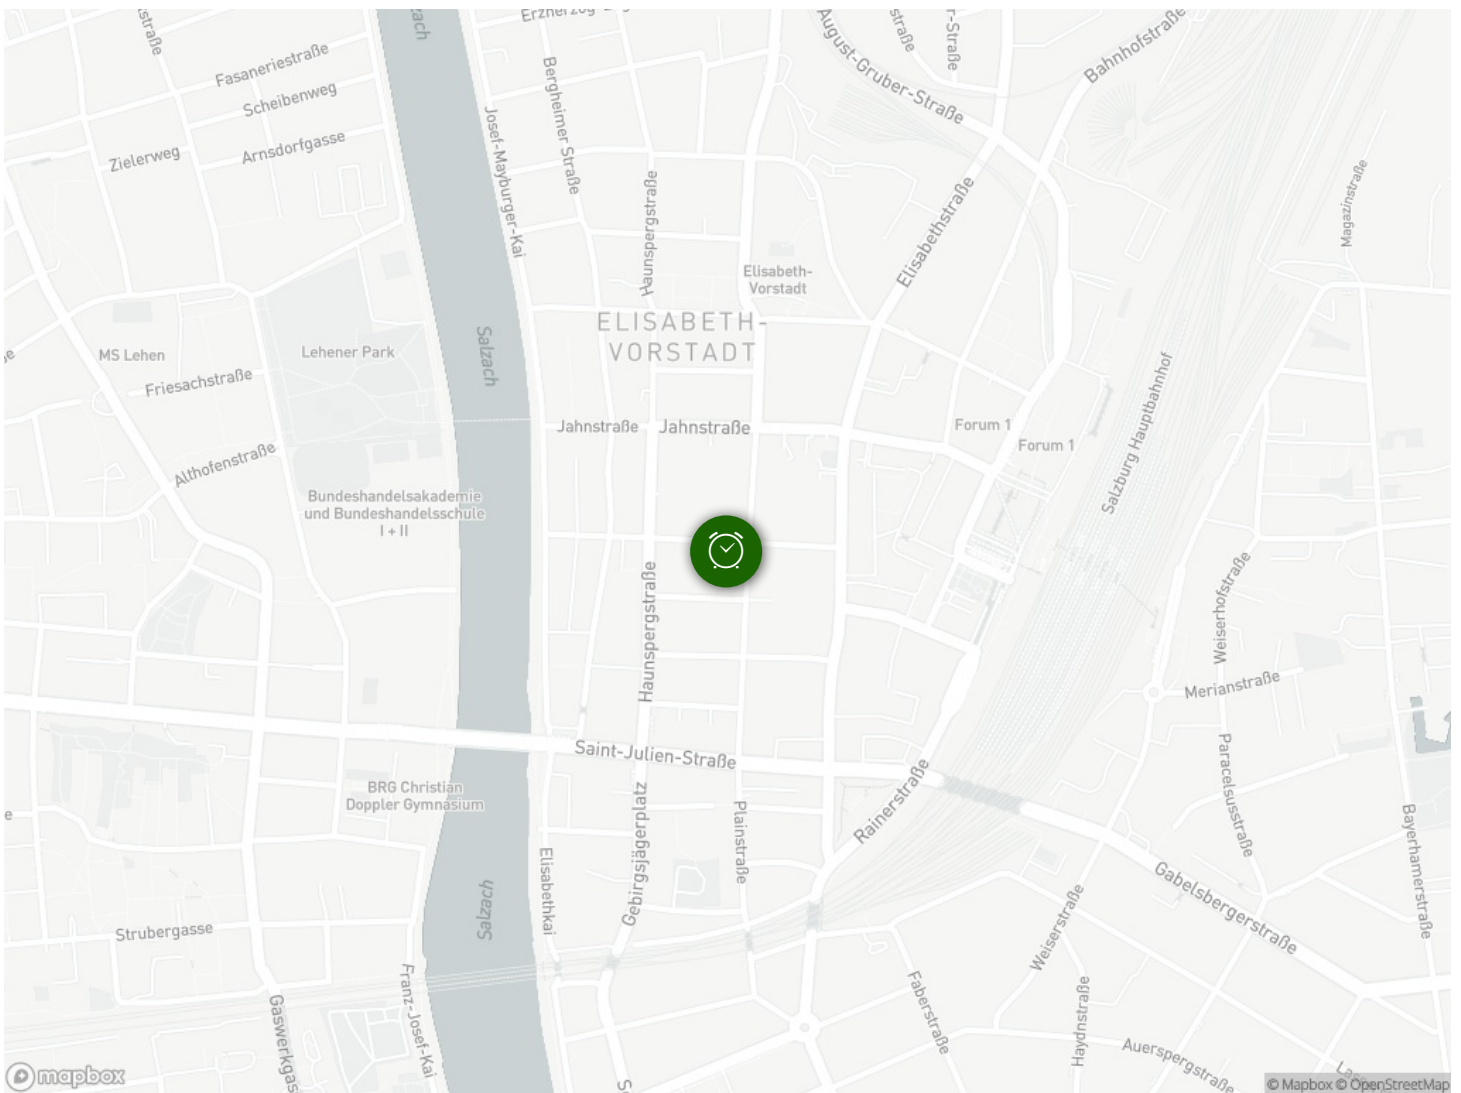 Erzherzog-
Salzach
Fasaneriestraße
Scheibenweg
Arnsdorfgasse
Zielerweg
Bergheimer Straße
Josef-Mayburger-Kai
August-Gruber-Straße
straße
straße
r-Straße
Bahnhofstraße
Magazinstraße
Haunspergstraße
Elisabethstraße
Elisabeth-
Vorstadt
ELISABETH-
VORSTADT
Salzach
MS Lehen
Lehener Park
Friesachstraße
Althofenstraße
Jahnstraße
Jahnstraße
Forum 1
Forum 1
Salzburg Hauptbahnhof
Bundeshandelsakademie
und Bundeshandelsschule
I + II
Haunspergstraße
Weiserhofstraße
Merianstraße
Saint-Julien-Straße
BRG Christian
Doppler Gymnasium
Rainerstraße
Paracelsusstraße
Bayerhamerstraße
Plainstraße
Gebirgsjägerplatz
Elisabethkai
Salzach
Strubergasse
Gabelsbergerstraße
Weiserstraße
Franz-Josef-Kai
Gaswerkgas
Faberstraße
Haydnstraße
Auerspergstraße
mapbox
© Mapbox © OpenStreetMap